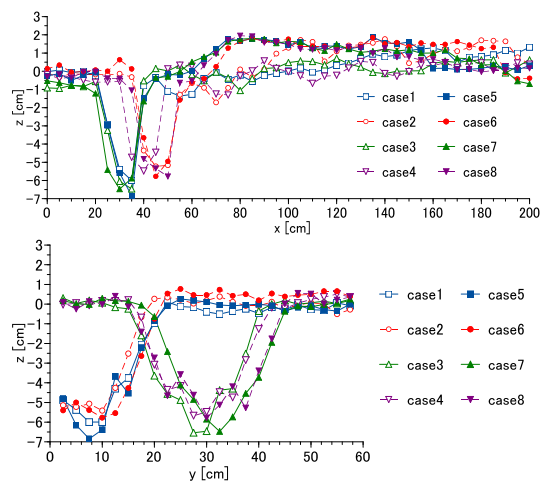 2
1
0
-1
-2
-3
-4
-5
-6
-7
z [cm]
case1 case5
case2 case6
case3 case7
case4 case8
0 20 40 60 80 100 120 140 160 180 200
x [cm]
3
2
1
0
-1
-2
-3
-4
-5
-6
-7
z [cm]
case1 case5
case2 case6
case3 case7
case4 case8
0 10 20 30 40 50 60
y [cm]